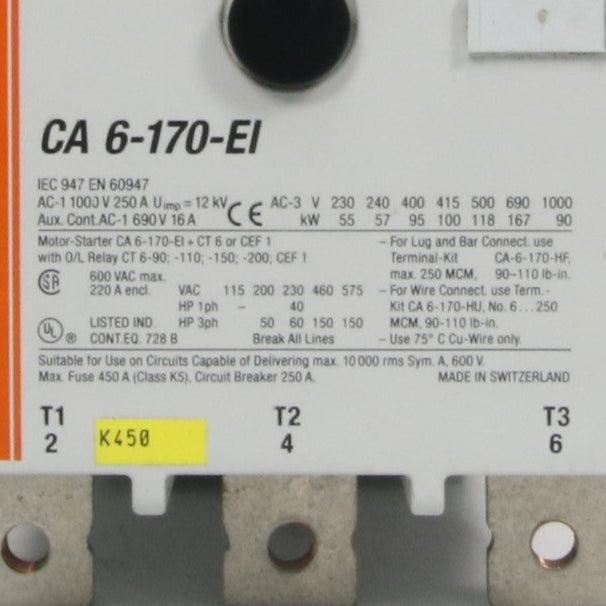 CA 6-170-EI
IEC 947 EN 60947
AC-1 1000 V 250 A Uimp = 12 kV CE AC-3 V 230 240 400 415 500 690 1000
Aux. Cont. AC-1 690 V 16 A kW 55 57 95 100 118 167 90
Motor-Starter CA 6-170-EI + CT 6 or CEF 1
with O/L Relay CT 6-90; -110; -150; -200; CEF 1
SA 600 VAC max.
220 A encl. VAC 115 200 230 460 575
HP 1ph – 40
UL ® LISTED IND. HP 3ph 50 60 150 150
CONT.EQ. 728 B Break All Lines
– For Lug and Bar Connect. use
Terminal-Kit CA-6-170-HF,
max. 250 MCM, 90–110 lb-in.
– For Wire Connect. use Term.-
Kit CA 6-170-HU, No. 6 ... 250
MCM, 90-110 lb-in.
– Use 75° C Cu-Wire only.
Suitable for Use on Circuits Capable of Delivering max. 10 000 rms Sym. A, 600 V.
Max. Fuse 450 A (Class K5), Circuit Breaker 250 A. MADE IN SWITZERLAND
T1 T2 T3
2 K450 4 6